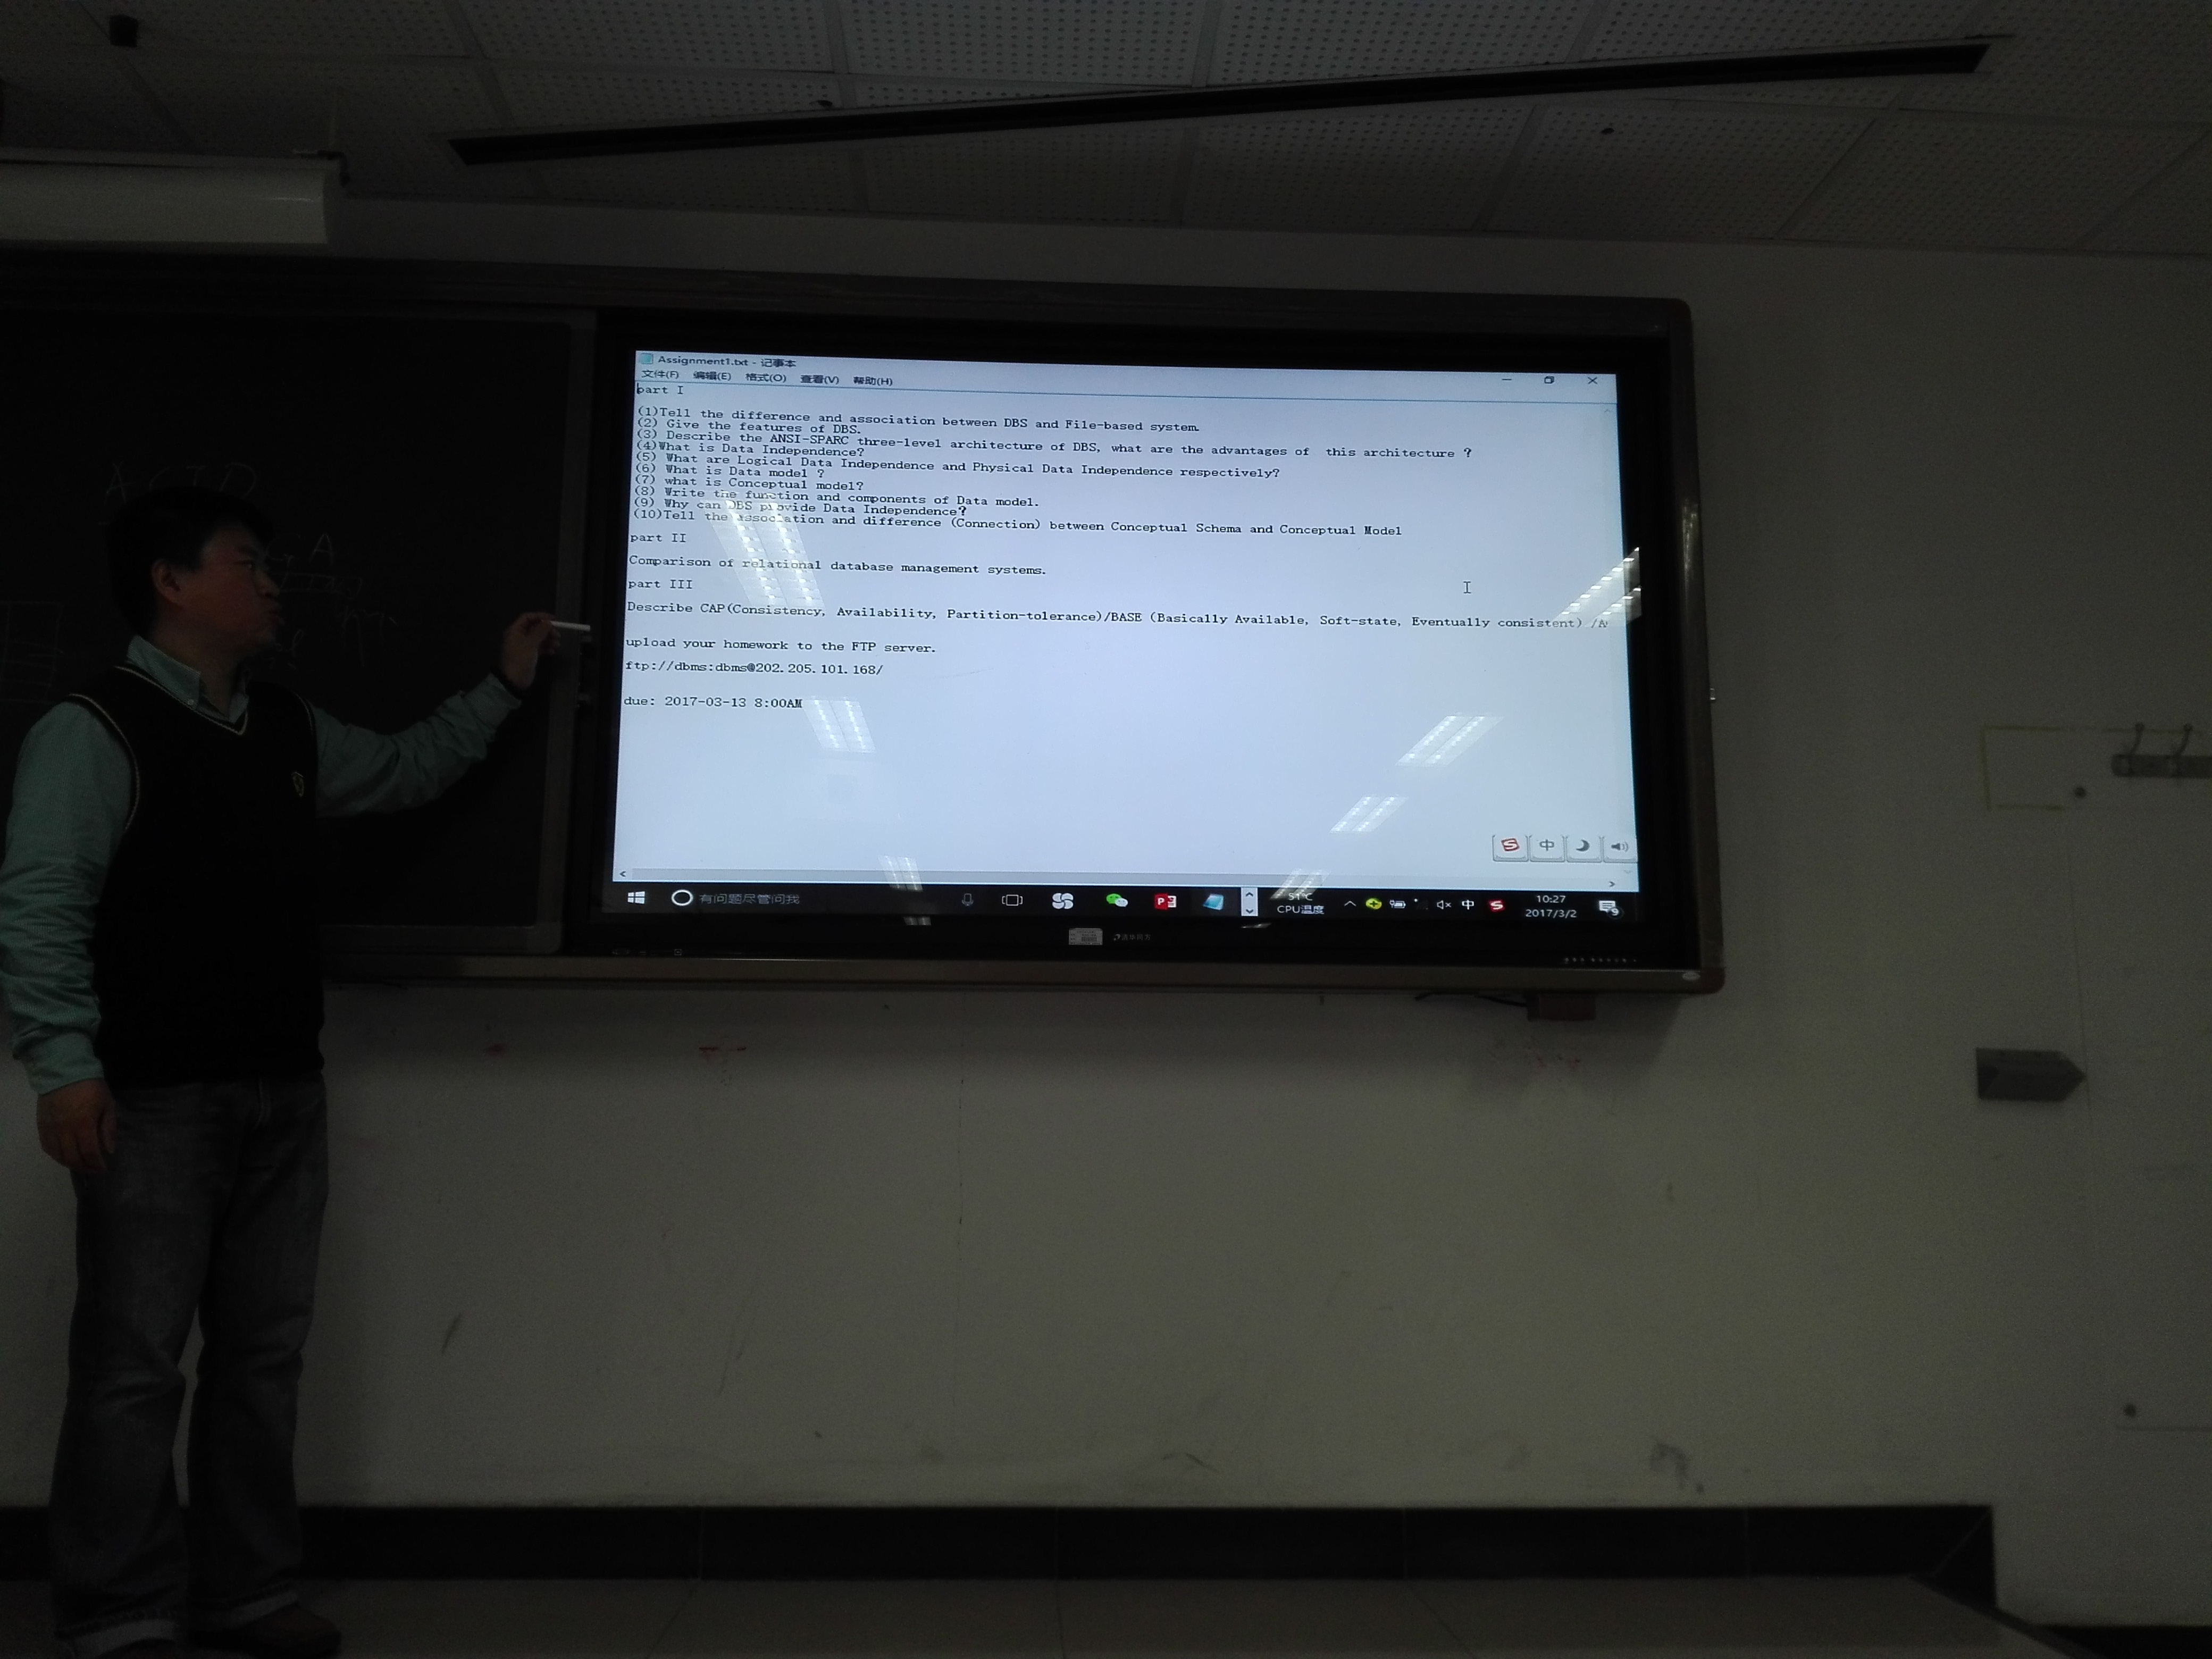 Assignment1.txt - 记事本
文件(F) 编辑(E) 格式(O) 查看(V) 帮助(H)
part I
(1)Tell the difference and association between DBS and File-based system.
(2) Give the features of DBS.
(3) Describe the ANSI-SPARC three-level architecture of DBS, what are the advantages of this architecture ?
(4)What is Data Independence?
(5) What are Logical Data Independence and Physical Data Independence respectively?
(6) What is Data model ?
(7) what is Conceptual model?
(8) Write the function and components of Data model.
(9) Why can DBS provide Data Independence?
(10)Tell the association and difference (Connection) between Conceptual Schema and Conceptual Model
part II
Comparison of relational database management systems.
part III
Describe CAP(Consistency, Availability, Partition-tolerance)/BASE (Basically Available, Soft-state, Eventually consistent) /
upload your homework to the FTP server.
ftp://dbms:dbms@202.205.101.168/
due: 2017-03-13 8:00AM
中
有问题尽管问我
51°C
CPU温度
中
10:27
2017/3/2
ACID